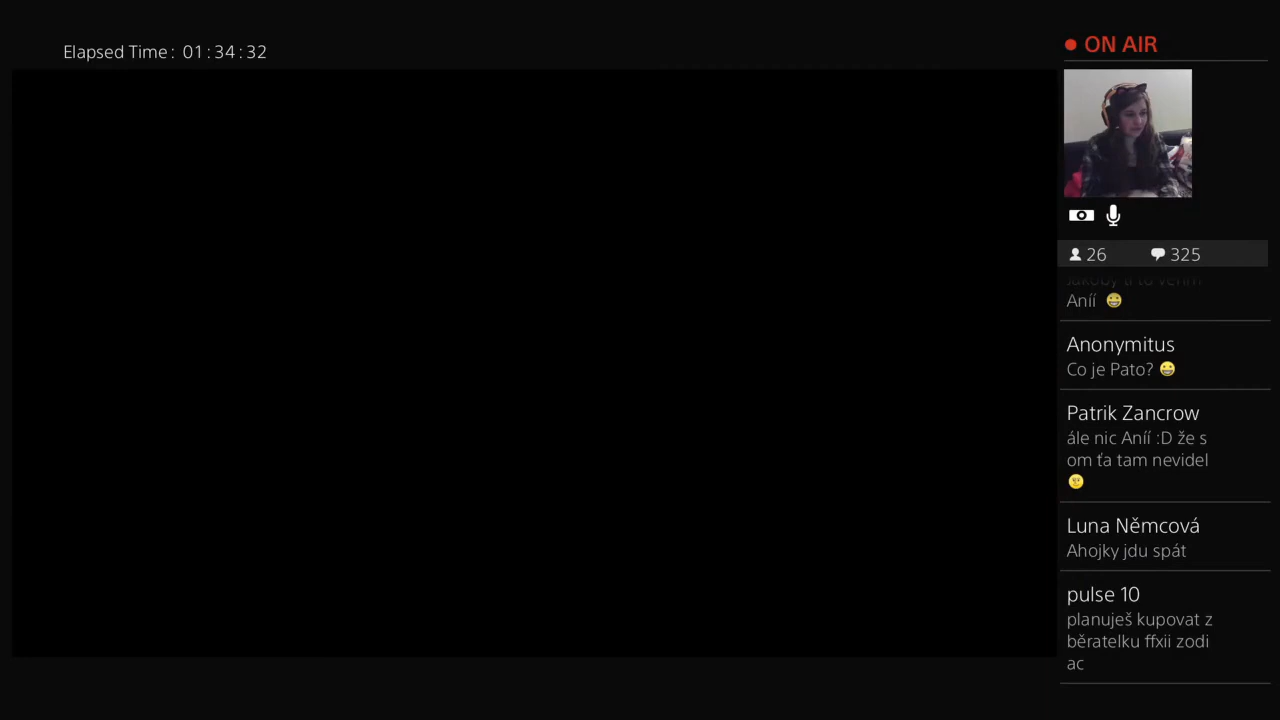 Elapsed Time: 01:34:32
ON AIR
26 325
Aníí 😀
Anonymitus
Co je Pato? 😀
Patrik Zancrow
ále nic Aníí :D že s
om ťa tam nevidel
🙂
Luna Němcová
Ahojky jdu spát
pulse 10
planuješ kupovat z
běratelku ffxii zodi
ac